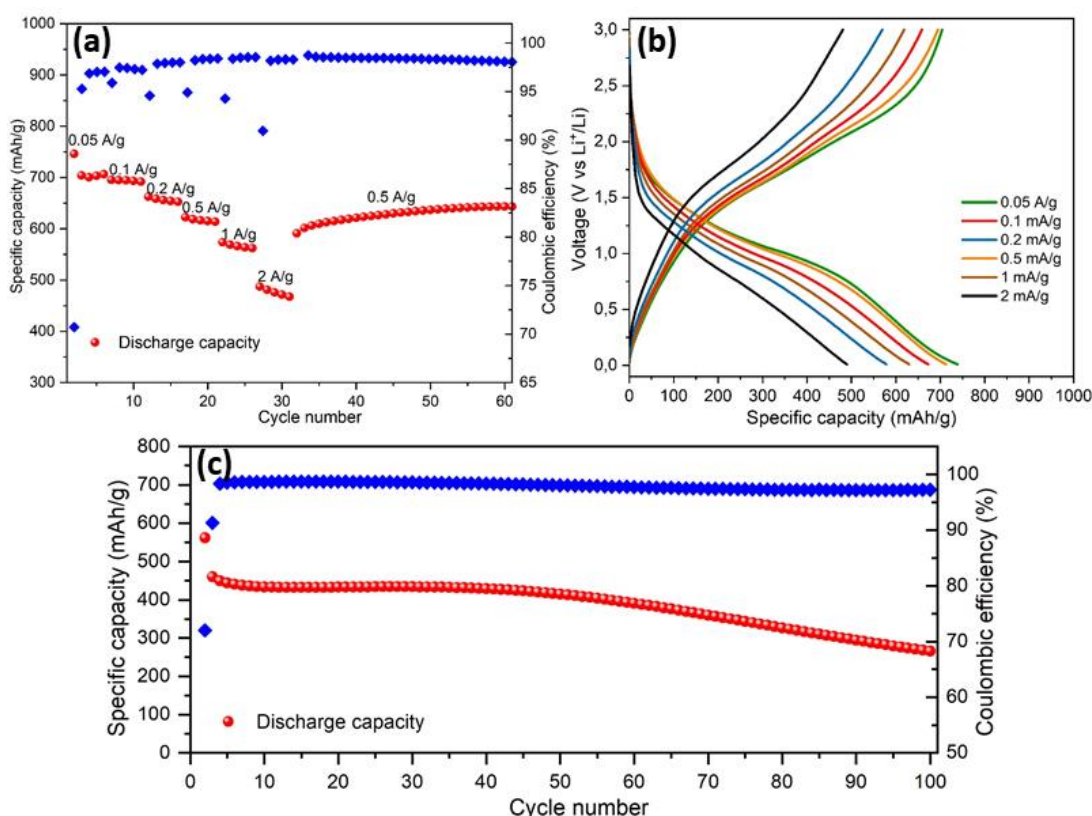 (a)
1000
900
800
700
600
500
400
300
Specific capacity (mAh/g)
0.05 A/g
0.1 A/g
0.2 A/g
0.5 A/g
1 A/g
2 A/g
0.5 A/g
Discharge capacity
100
95
90
85
80
75
70
65
Coulombic efficiency (%)
10 20 30 40 50 60
Cycle number
(b)
3.0
2.5
2.0
1.5
1.0
0.5
0.0
Voltage (V vs Li⁺/Li)
0.05 A/g
0.1 mA/g
0.2 mA/g
0.5 mA/g
1 mA/g
2 mA/g
0 100 200 300 400 500 600 700 800 900 1000
Specific capacity (mAh/g)
(c)
800
700
600
500
400
300
200
100
0
Specific capacity (mAh/g)
Discharge capacity
100
90
80
70
60
50
Coulombic efficiency (%)
0 10 20 30 40 50 60 70 80 90 100
Cycle number